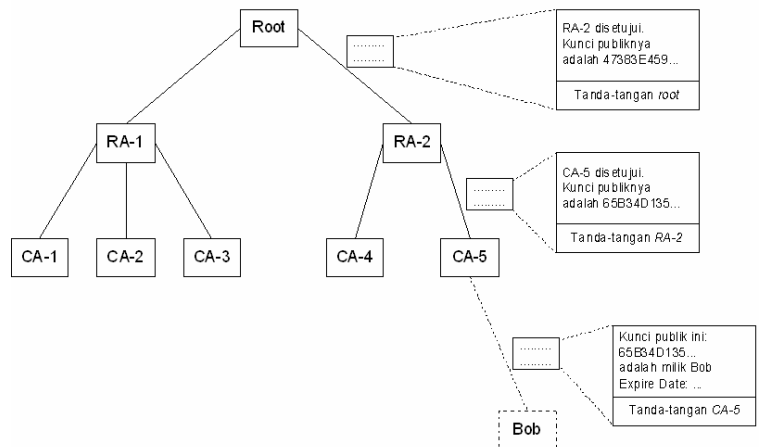 Root
.........
.........
RA-2 disetujui.
Kunci publiknya
adalah 47383E459...
Tanda-tangan root
RA-1
RA-2
.........
.........
CA-5 disetujui.
Kunci publiknya
adalah 65B34D135...
Tanda-tangan RA-2
CA-1
CA-2
CA-3
CA-4
CA-5
.........
.........
Kunci publik ini:
65B34D135...
adalah milik Bob
Expire Date: ...
Tanda-tangan CA-5
Bob